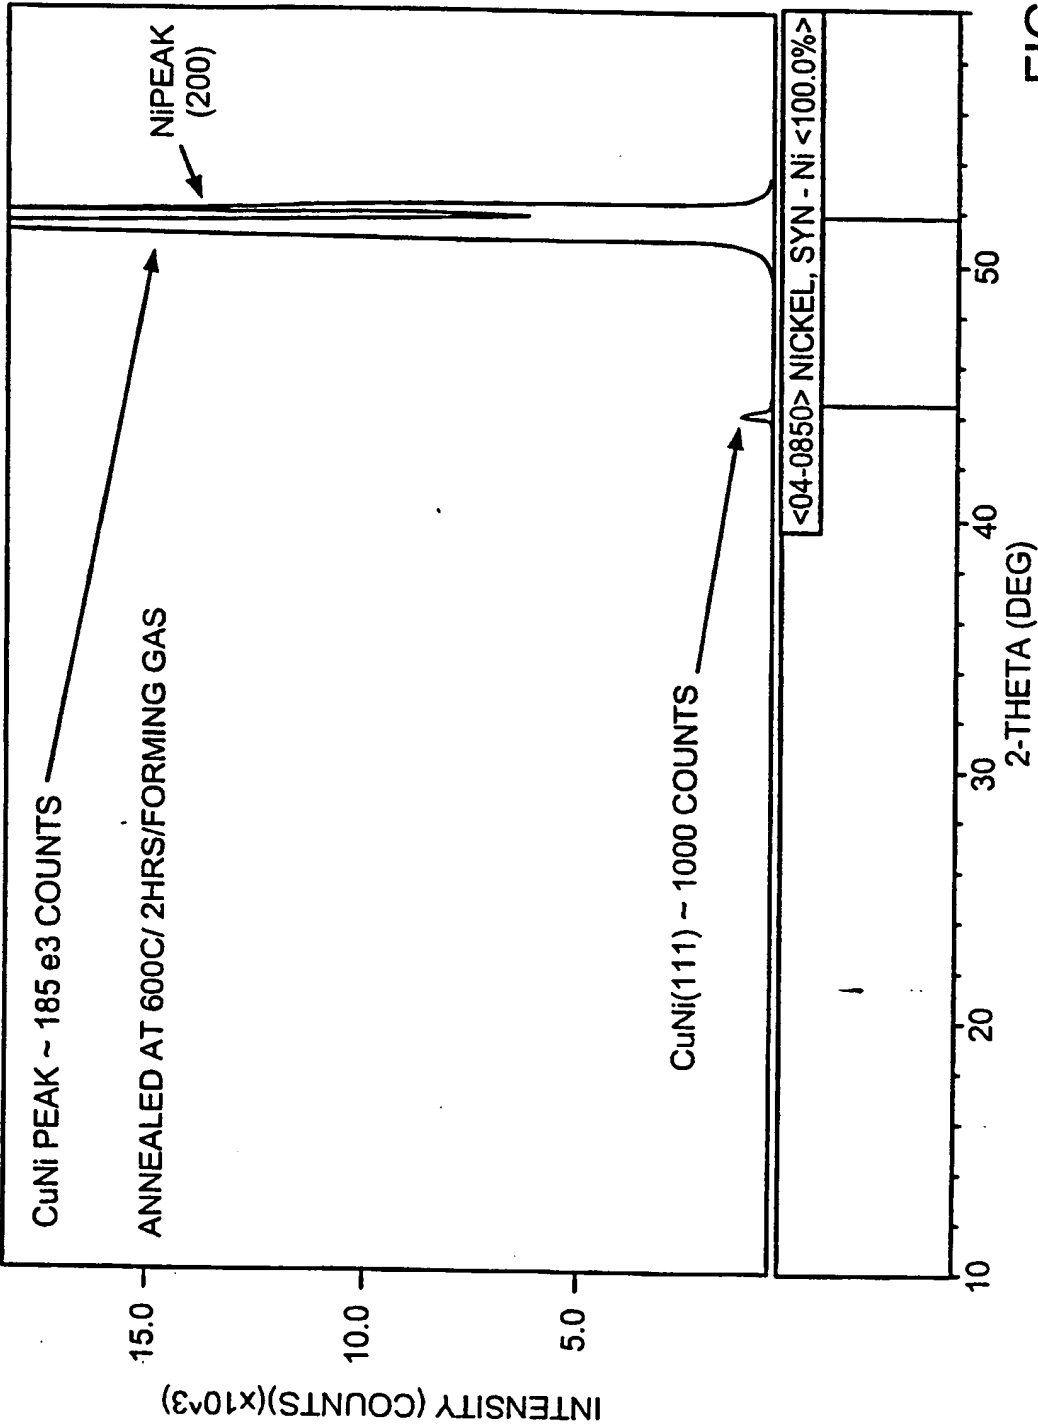 CuNi PEAK ~ 185 e3 COUNTS
NiPEAK
(200)
ANNEALED AT 600C/ 2HRS/FORMING GAS
CuNi(111) ~ 1000 COUNTS
15.0
10.0
5.0
INTENSITY (COUNTS)(x10^3)
<04-0850> NICKEL, SYN - Ni <100.0%>
10 20 30 40 50
2-THETA (DEG)